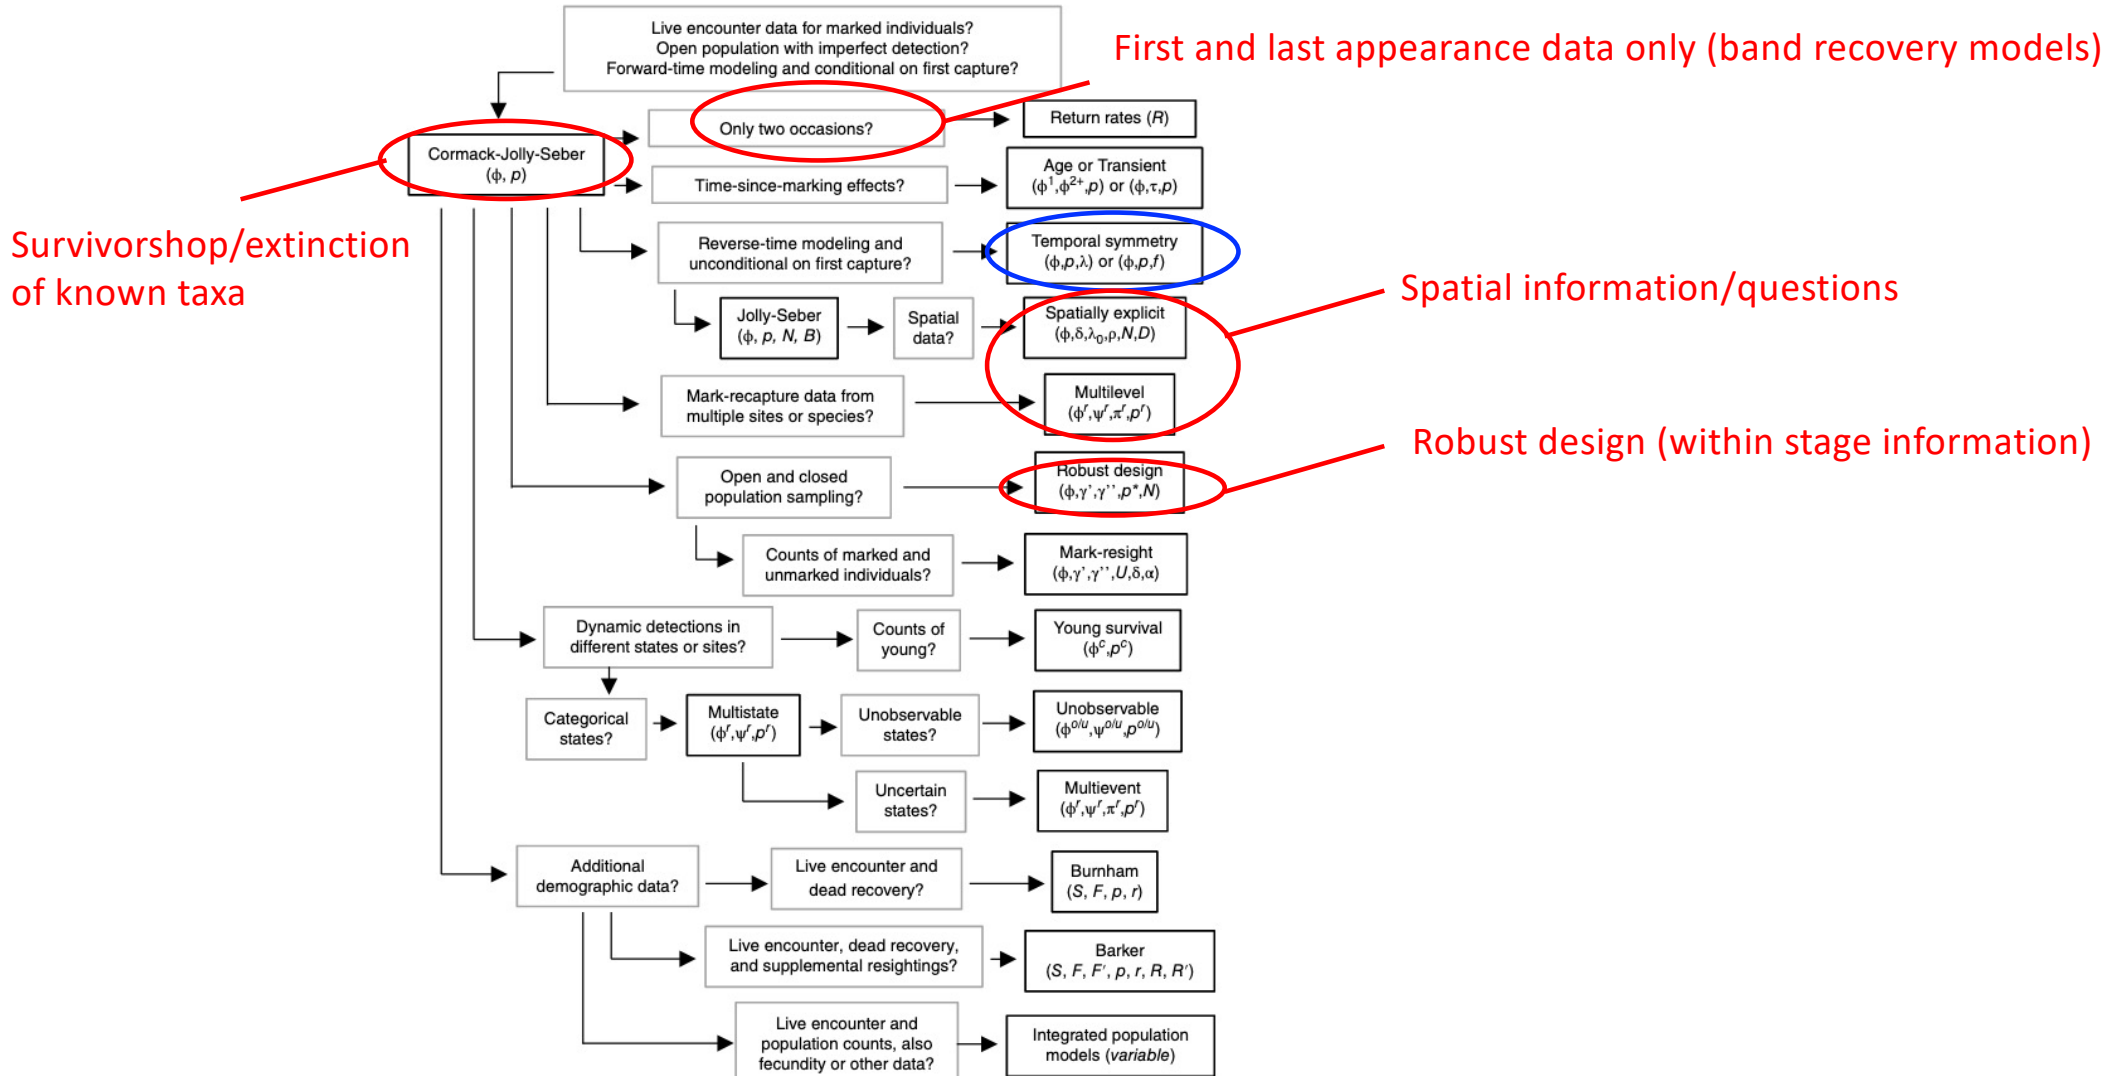 Live encounter data for marked individuals?
Open population with imperfect detection?
Forward-time modeling and conditional on first capture?
First and last appearance data only (band recovery models)
Only two occasions?
Return rates (R)
Cormack-Jolly-Seber
(ϕ, p)
Time-since-marking effects?
Age or Transient
(ϕ¹,ϕ²⁺,p) or (ϕ,τ,p)
Survivorshop/extinction
of known taxa
Reverse-time modeling and
unconditional on first capture?
Temporal symmetry
(ϕ,p,λ) or (ϕ,p,f)
Jolly-Seber
(ϕ, p, N, B)
Spatial
data?
Spatially explicit
(ϕ,δ,λ₀,ρ,N,D)
Spatial information/questions
Mark-recapture data from
multiple sites or species?
Multilevel
(ϕʳ,ψʳ,πʳ,pʳ)
Robust design (within stage information)
Open and closed
population sampling?
Robust design
(ϕ,γ’,γ’’,p*,N)
Counts of marked and
unmarked individuals?
Mark-resight
(ϕ,γ’,γ’’,U,δ,α)
Dynamic detections in
different states or sites?
Counts of
young?
Young survival
(ϕᶜ,pᶜ)
Categorical
states?
Multistate
(ϕʳ,ψʳ,pʳ)
Unobservable
states?
Unobservable
(ϕᵒ/ᵘ,ψᵒ/ᵘ,pᵒ/ᵘ)
Uncertain
states?
Multievent
(ϕʳ,ψʳ,πʳ,pʳ)
Additional
demographic data?
Live encounter and
dead recovery?
Burnham
(S, F, p, r)
Live encounter, dead recovery,
and supplemental resightings?
Barker
(S, F, F′, p, r, R, R′)
Live encounter and
population counts, also
fecundity or other data?
Integrated population
models (variable)